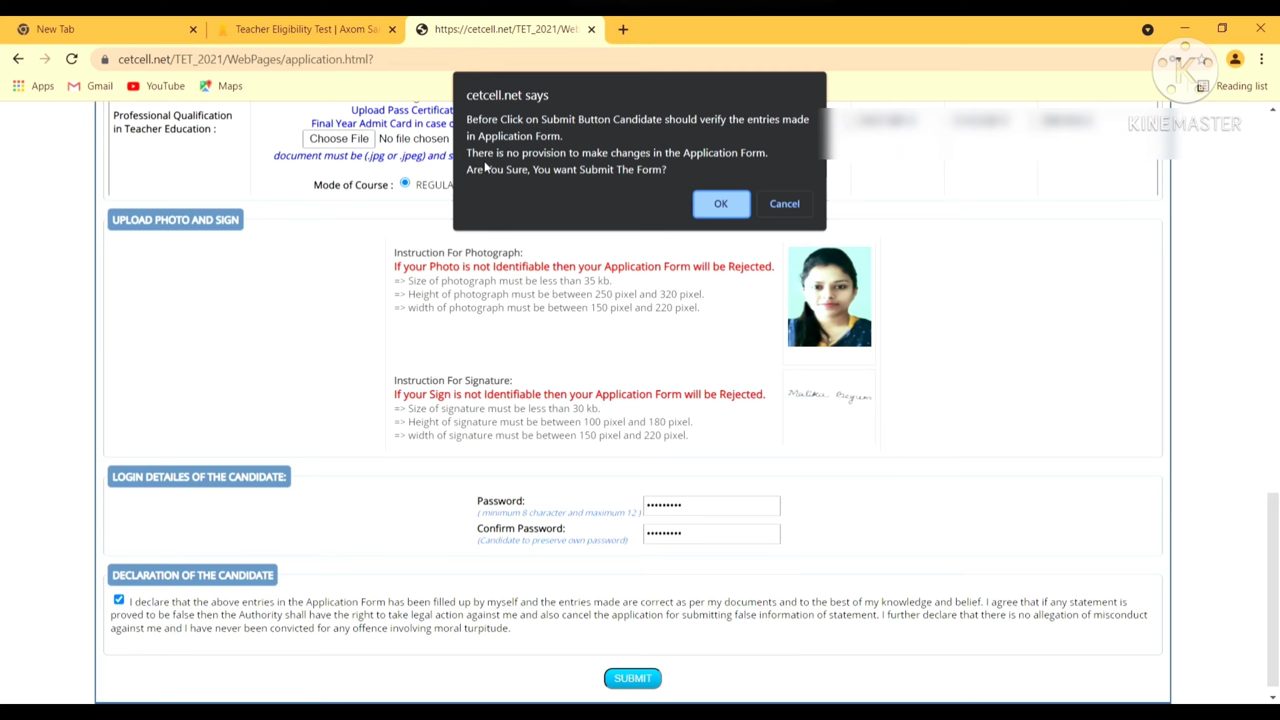 New Tab
Teacher Eligibility Test | Axom Sa
https://cetcell.net/TET_2021/Web
cetcell.net/TET_2021/WebPages/application.html?
Apps
Gmail
YouTube
Maps
Reading list
KINEMASTER
cetcell.net says
Before Click on Submit Button Candidate should verify the entries made
in Application Form.
There is no provision to make changes in the Application Form.
Are You Sure, You want Submit The Form?
OK
Cancel
Professional Qualification
in Teacher Education :
Upload Pass Certifica
Final Year Admit Card in case o
Choose File No file chosen
document must be (.jpg or .jpeg) and s
Mode of Course : REGULA
UPLOAD PHOTO AND SIGN
Instruction For Photograph:
If your Photo is not Identifiable then your Application Form will be Rejected.
=> Size of photograph must be less than 35 kb.
=> Height of photograph must be between 250 pixel and 320 pixel.
=> width of photograph must be between 150 pixel and 220 pixel.
Instruction For Signature:
If your Sign is not Identifiable then your Application Form will be Rejected.
=> Size of signature must be less than 30 kb.
=> Height of signature must be between 100 pixel and 180 pixel.
=> width of signature must be between 150 pixel and 220 pixel.
LOGIN DETAILES OF THE CANDIDATE:
Password:
( minimum 8 character and maximum 12 )
Confirm Password:
(Candidate to preserve own password)
DECLARATION OF THE CANDIDATE
I declare that the above entries in the Application Form has been filled up by myself and the entries made are correct as per my documents and to the best of my knowledge and belief. I agree that if any statement is
proved to be false then the Authority shall have the right to take legal action against me and also cancel the application for submitting false information of statement. I further declare that there is no allegation of misconduct
against me and I have never been convicted for any offence involving moral turpitude.
SUBMIT